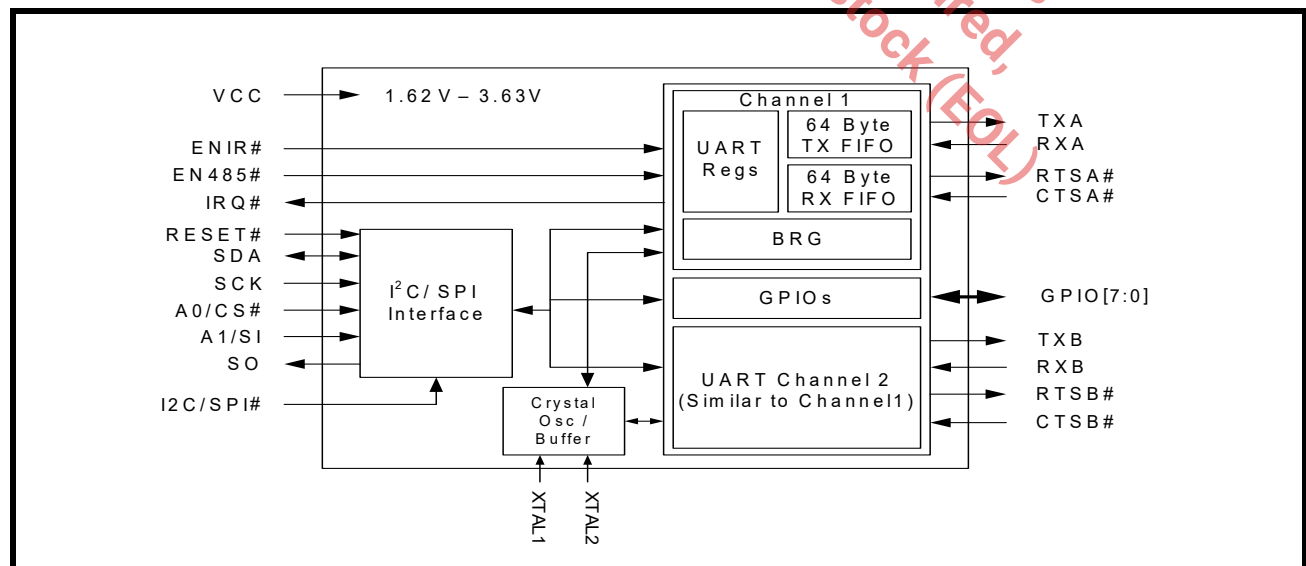 VCC
1.62 V – 3.63V
ENIR#
EN485#
IRQ#
RESET#
SDA
SCK
A0/CS#
A1/SI
SO
I2C/SPI#
I²C/ SPI
Interface
Crystal
Osc /
Buffer
XTAL1
XTAL2
Channel 1
UART
Regs
64 Byte
TX FIFO
64 Byte
RX FIFO
BRG
GPIOs
UART Channel 2
(Similar to Channel1)
TXA
RXA
RTSA#
CTSA#
GPIO[7:0]
TXB
RXB
RTSB#
CTSB#
stock (EOL)